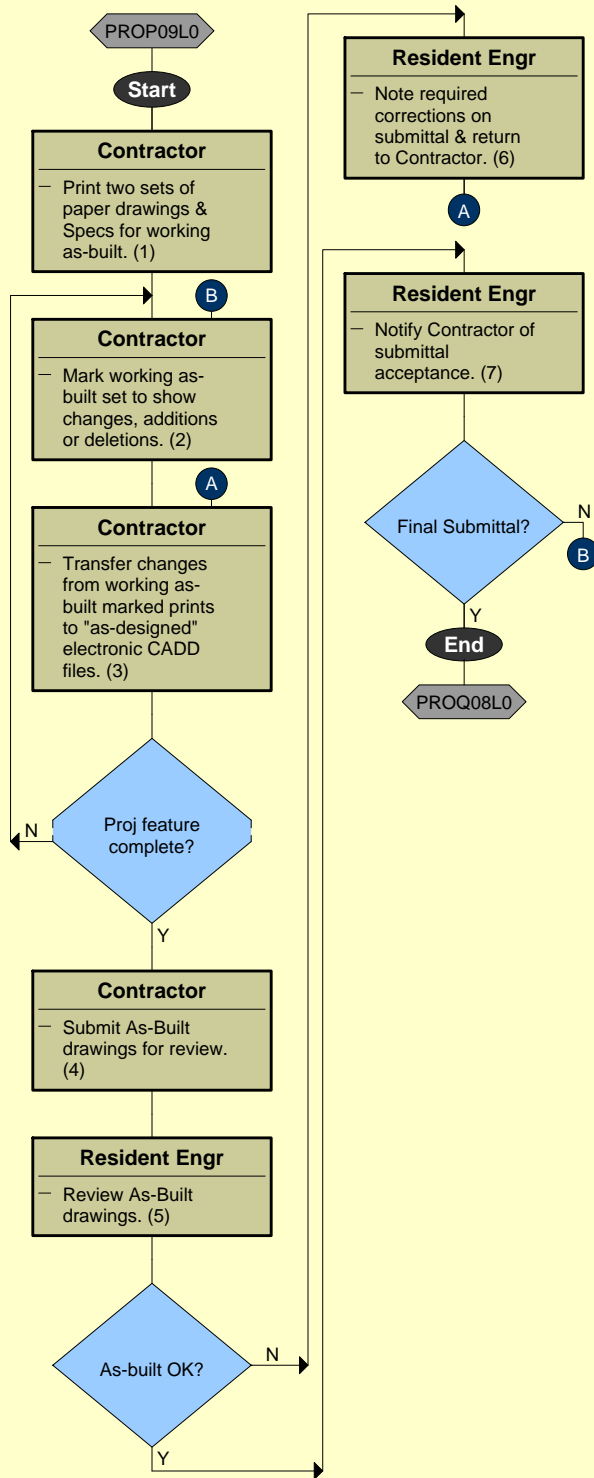 PROP09L0
Start
Contractor
— Print two sets of
paper drawings &
Specs for working
as-built. (1)
B
Contractor
— Mark working as-
built set to show
changes, additions
or deletions. (2)
A
Contractor
— Transfer changes
from working as-
built marked prints
to "as-designed"
electronic CADD
files. (3)
Proj feature
complete?
N
Y
Contractor
— Submit As-Built
drawings for review.
(4)
Resident Engr
— Review As-Built
drawings. (5)
As-built OK?
N
Y
Resident Engr
— Note required
corrections on
submittal & return
to Contractor. (6)
A
Resident Engr
— Notify Contractor of
submittal
acceptance. (7)
Final Submittal?
N
B
Y
End
PROQ08L0